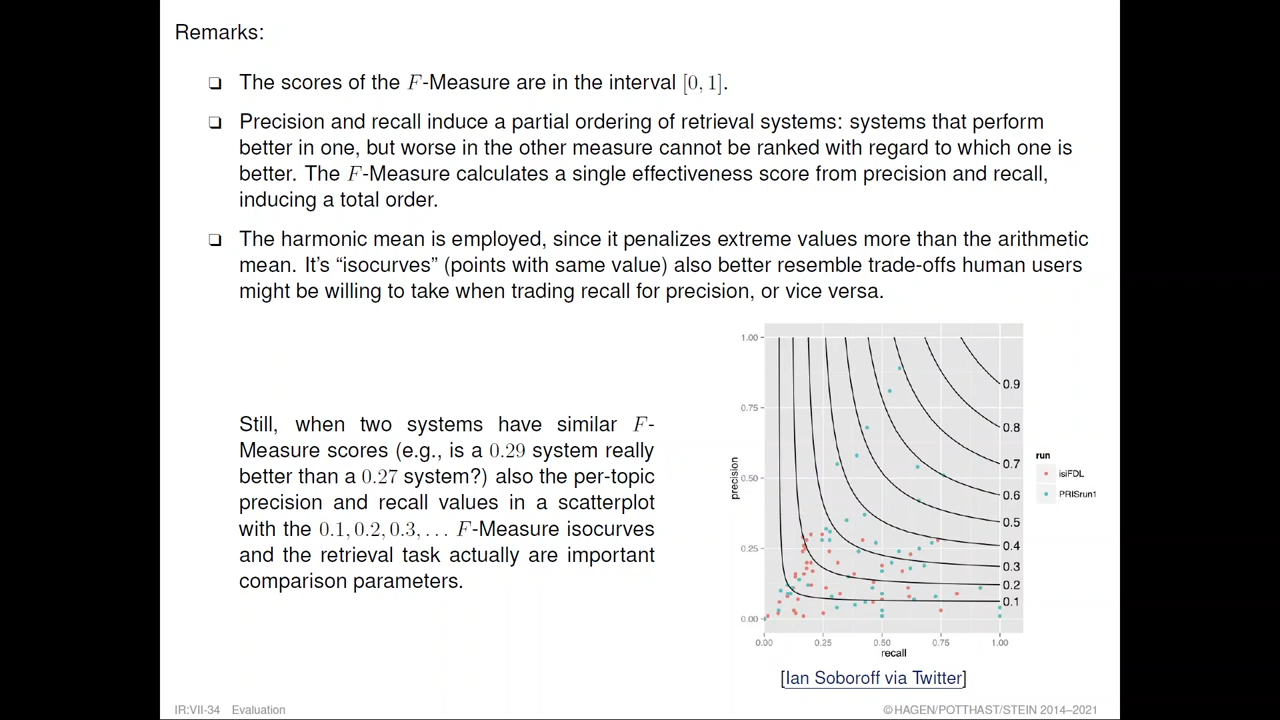 Remarks:
❑ The scores of the F-Measure are in the interval [0, 1].
❑ Precision and recall induce a partial ordering of retrieval systems: systems that perform
better in one, but worse in the other measure cannot be ranked with regard to which one is
better. The F-Measure calculates a single effectiveness score from precision and recall,
inducing a total order.
❑ The harmonic mean is employed, since it penalizes extreme values more than the arithmetic
mean. It's “isocurves” (points with same value) also better resemble trade-offs human users
might be willing to take when trading recall for precision, or vice versa.
Still, when two systems have similar F-
Measure scores (e.g., is a 0.29 system really
better than a 0.27 system?) also the per-topic
precision and recall values in a scatterplot
with the 0.1, 0.2, 0.3, . . . F-Measure isocurves
and the retrieval task actually are important
comparison parameters.
1.00
0.75
0.50
0.25
0.00
precision
0.9
0.8
0.7
0.6
0.5
0.4
0.3
0.2
0.1
0.00 0.25 0.50 0.75 1.00
recall
run
isiFDL
PRISrun1
[Ian Soboroff via Twitter]
IR:VII-34 Evaluation
©HAGEN/POTTHAST/STEIN 2014–2021